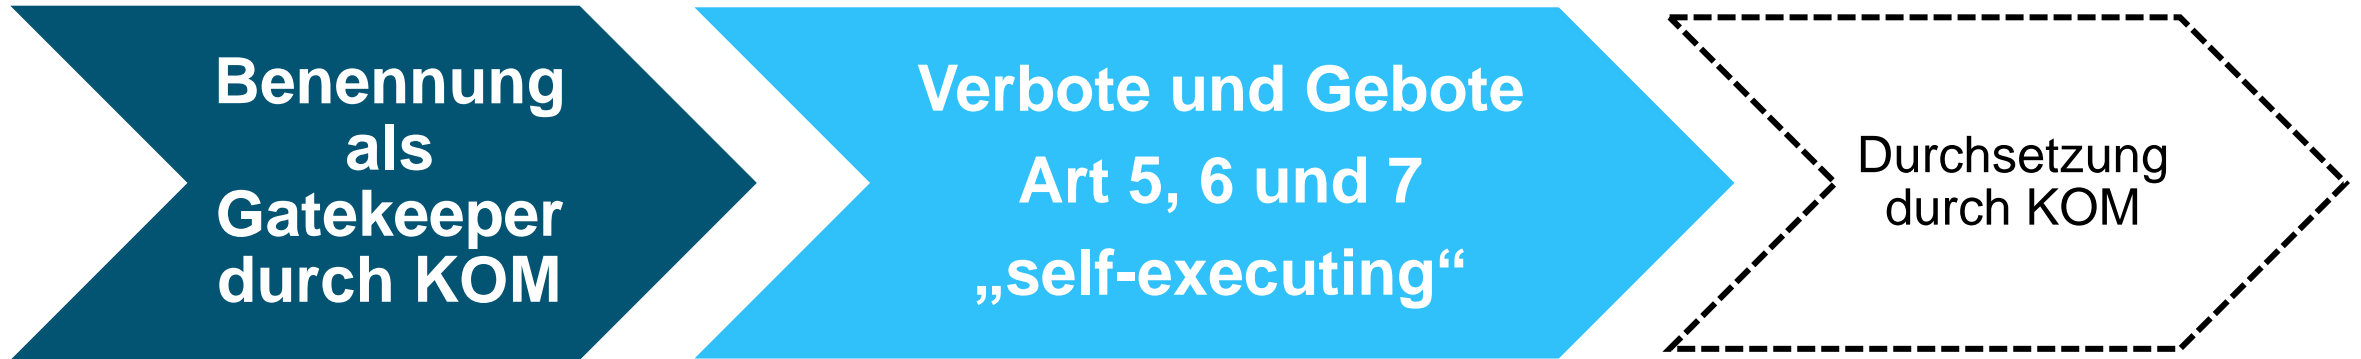 Benennung
als
Gatekeeper
durch KOM
Verbote und Gebote
Art 5, 6 und 7
„self-executing“
Durchsetzung
durch KOM